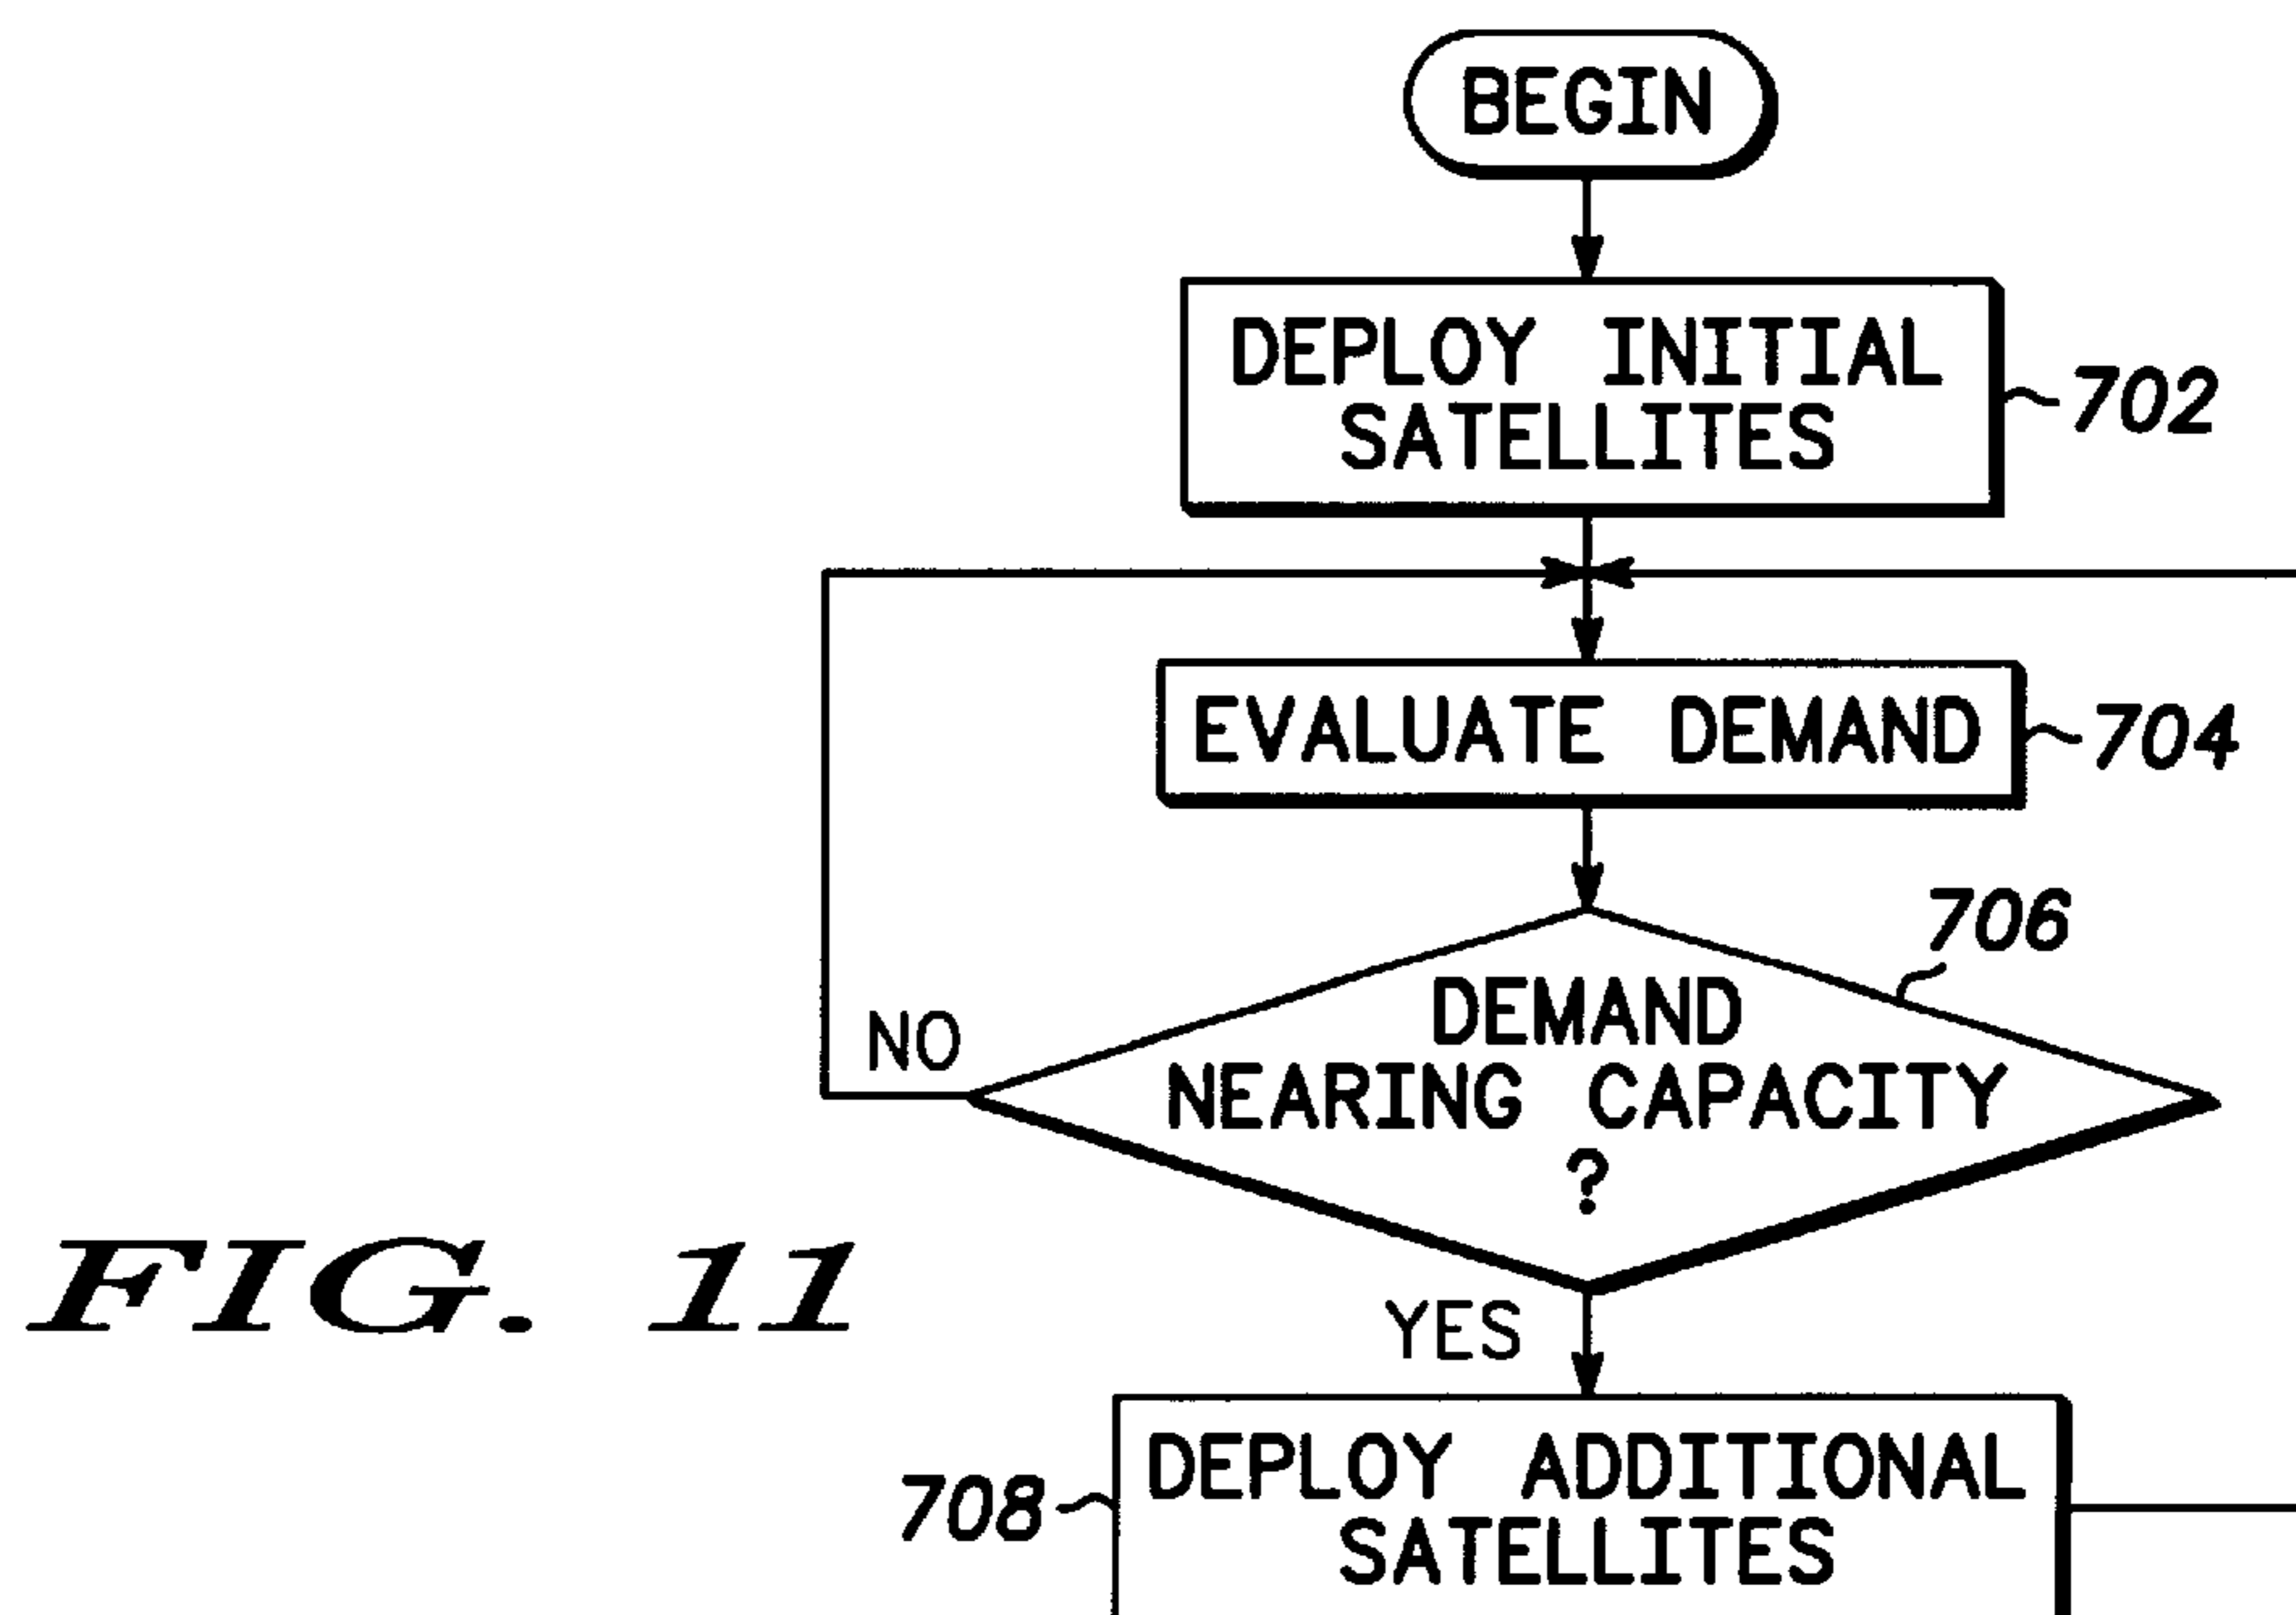 BEGIN
DEPLOY INITIAL
SATELLITES
702
EVALUATE DEMAND
704
706
DEMAND
NEARING CAPACITY
?
NO
YES
FIG. 11
DEPLOY ADDITIONAL
SATELLITES
708